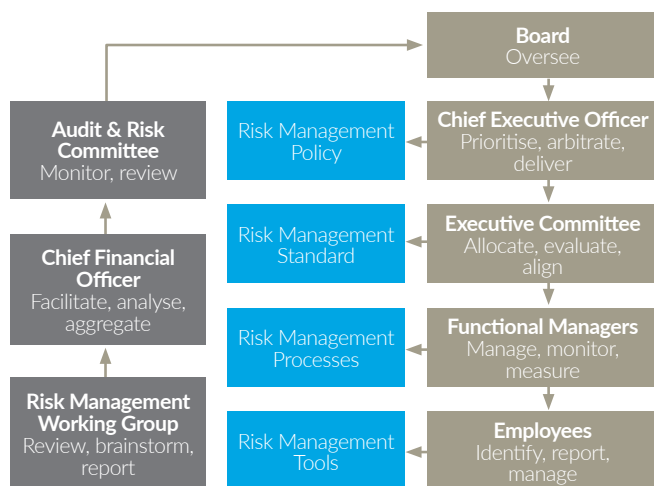 Board
Oversee
Audit & Risk
Committee
Monitor, review
Risk Management
Policy
Chief Executive Officer
Prioritise, arbitrate,
deliver
Chief Financial
Officer
Facilitate, analyse,
aggregate
Risk Management
Standard
Executive Committee
Allocate, evaluate,
align
Risk Management
Processes
Functional Managers
Manage, monitor,
measure
Risk Management
Working Group
Review, brainstorm,
report
Risk Management
Tools
Employees
Identify, report,
manage